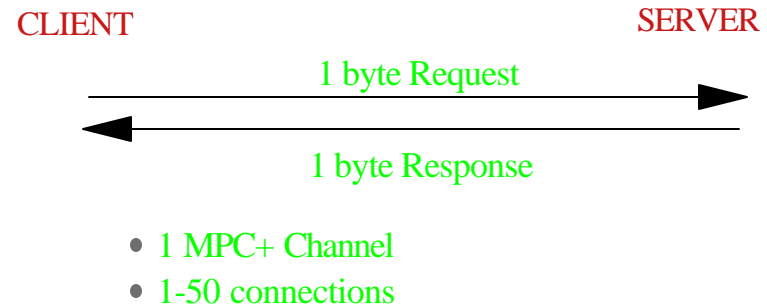 CLIENT
SERVER
1 byte Request
1 byte Response
1 MPC+ Channel
1-50 connections